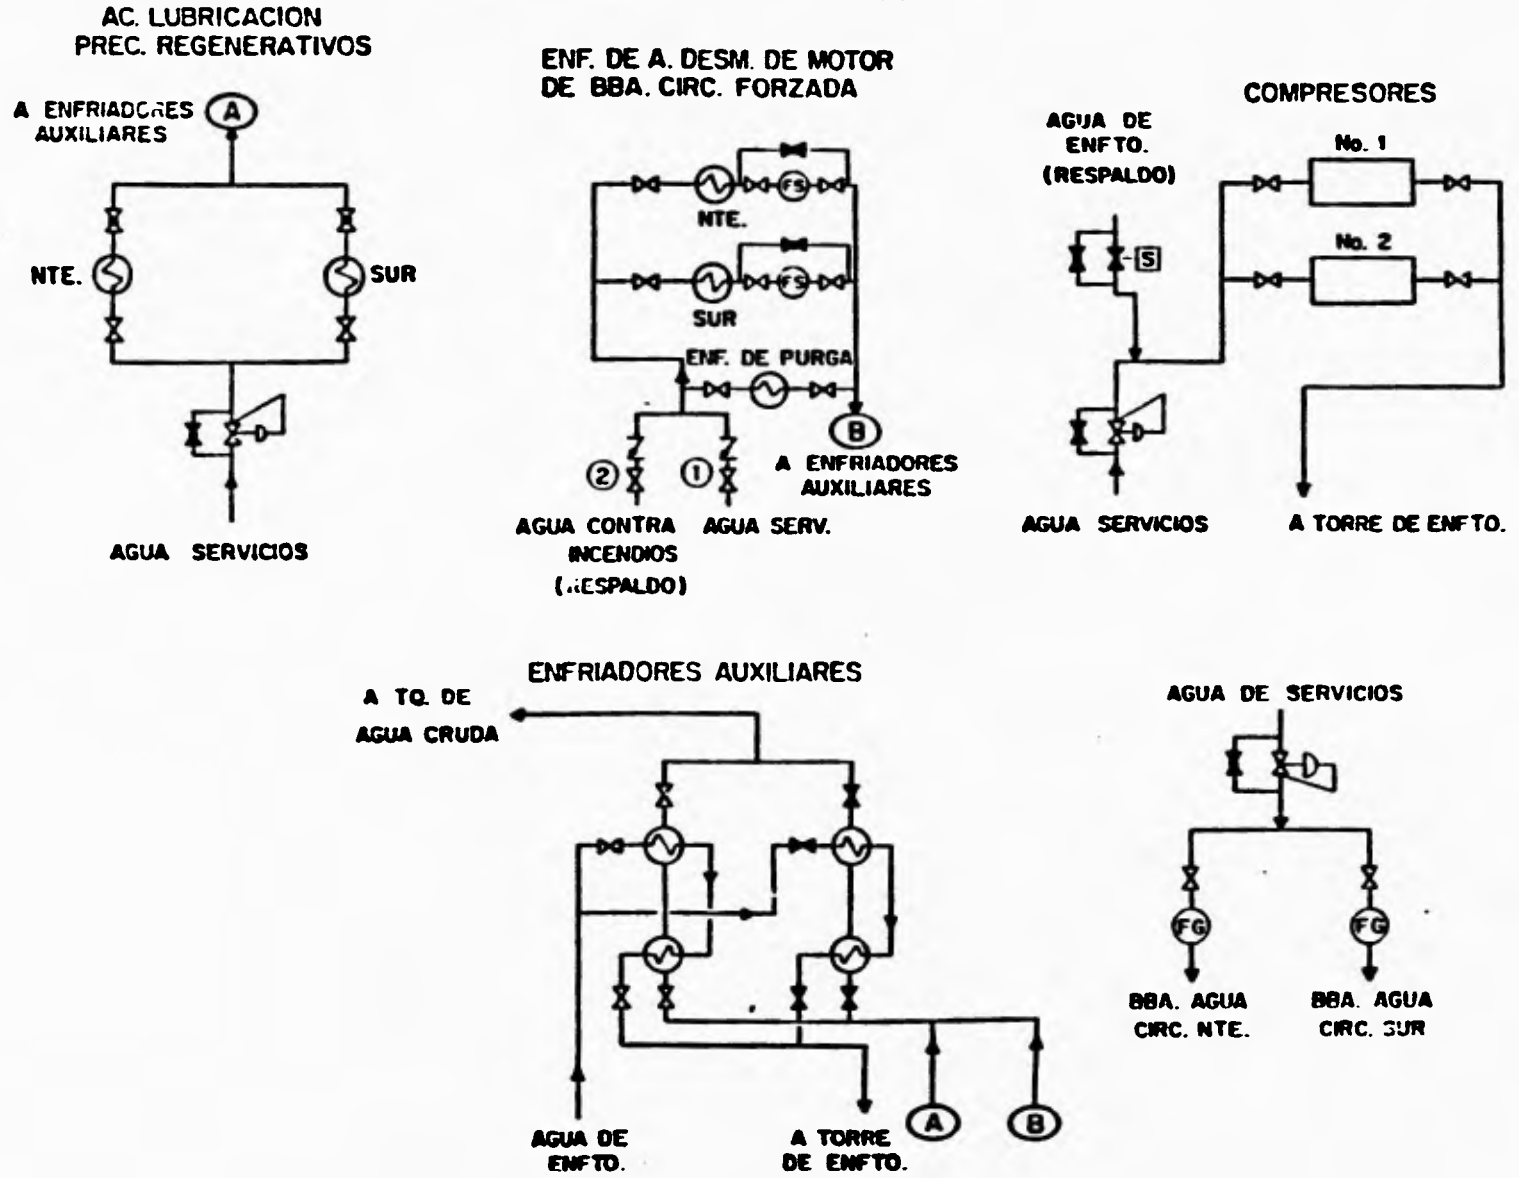 AC. LUBRICACION
PREC. REGENERATIVOS
A ENFRIADORES
AUXILIARES
A
NTE.
SUR
AGUA SERVICIOS
ENF. DE A. DESM. DE MOTOR
DE BBA. CIRC. FORZADA
FS
NTE.
FS
SUR
ENF. DE PURGA
B
A ENFRIADORES
AUXILIARES
2
1
AGUA CONTRA
INCENDIOS
(RESPALDO)
AGUA SERV.
COMPRESORES
AGUA DE
ENFTO.
(RESPALDO)
No. 1
No. 2
S
AGUA SERVICIOS
A TORRE DE ENFTO.
ENFRIADORES AUXILIARES
A TQ. DE
AGUA CRUDA
AGUA DE
ENFTO.
A TORRE
DE ENFTO.
A
B
AGUA DE SERVICIOS
FG
FG
BBA. AGUA
CIRC. NTE.
BBA. AGUA
CIRC. SUR